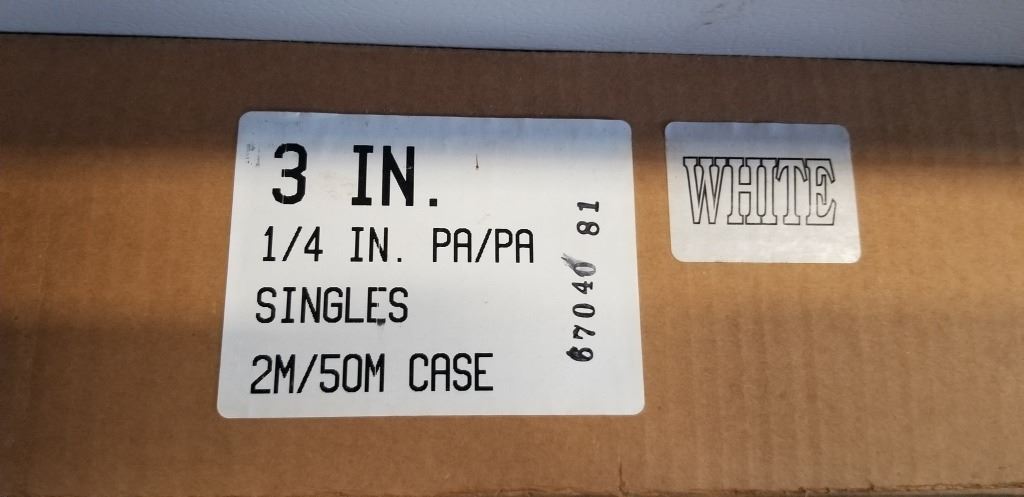 3 IN.
1/4 IN. PA/PA
SINGLES
2M/50M CASE
67040 81
WHITE